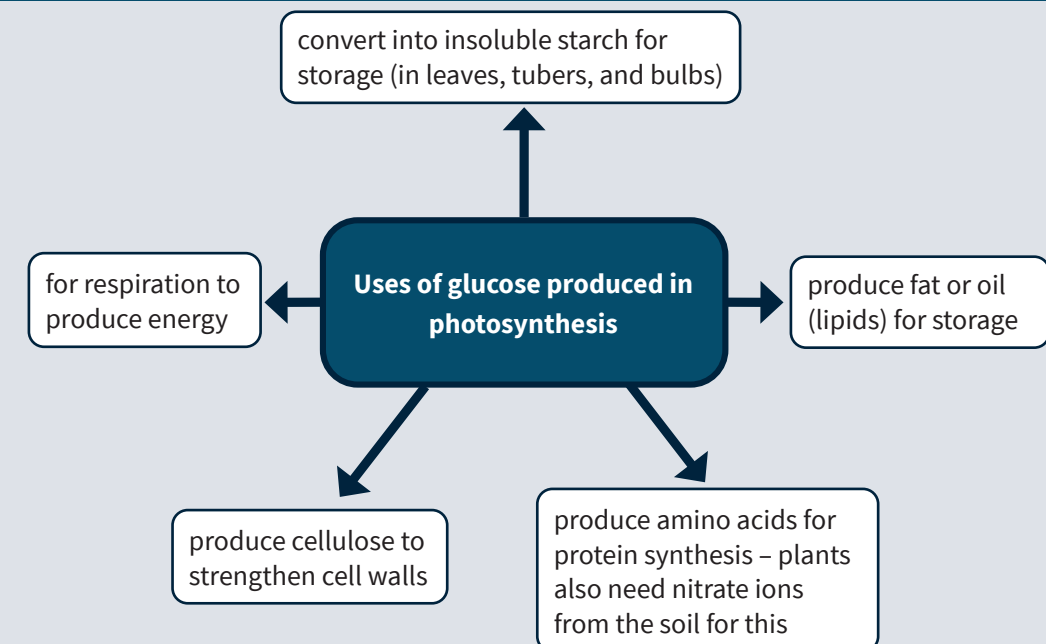 convert into insoluble starch for
storage (in leaves, tubers, and bulbs)
for respiration to
produce energy
Uses of glucose produced in
photosynthesis
produce fat or oil
(lipids) for storage
produce cellulose to
strengthen cell walls
produce amino acids for
protein synthesis – plants
also need nitrate ions
from the soil for this